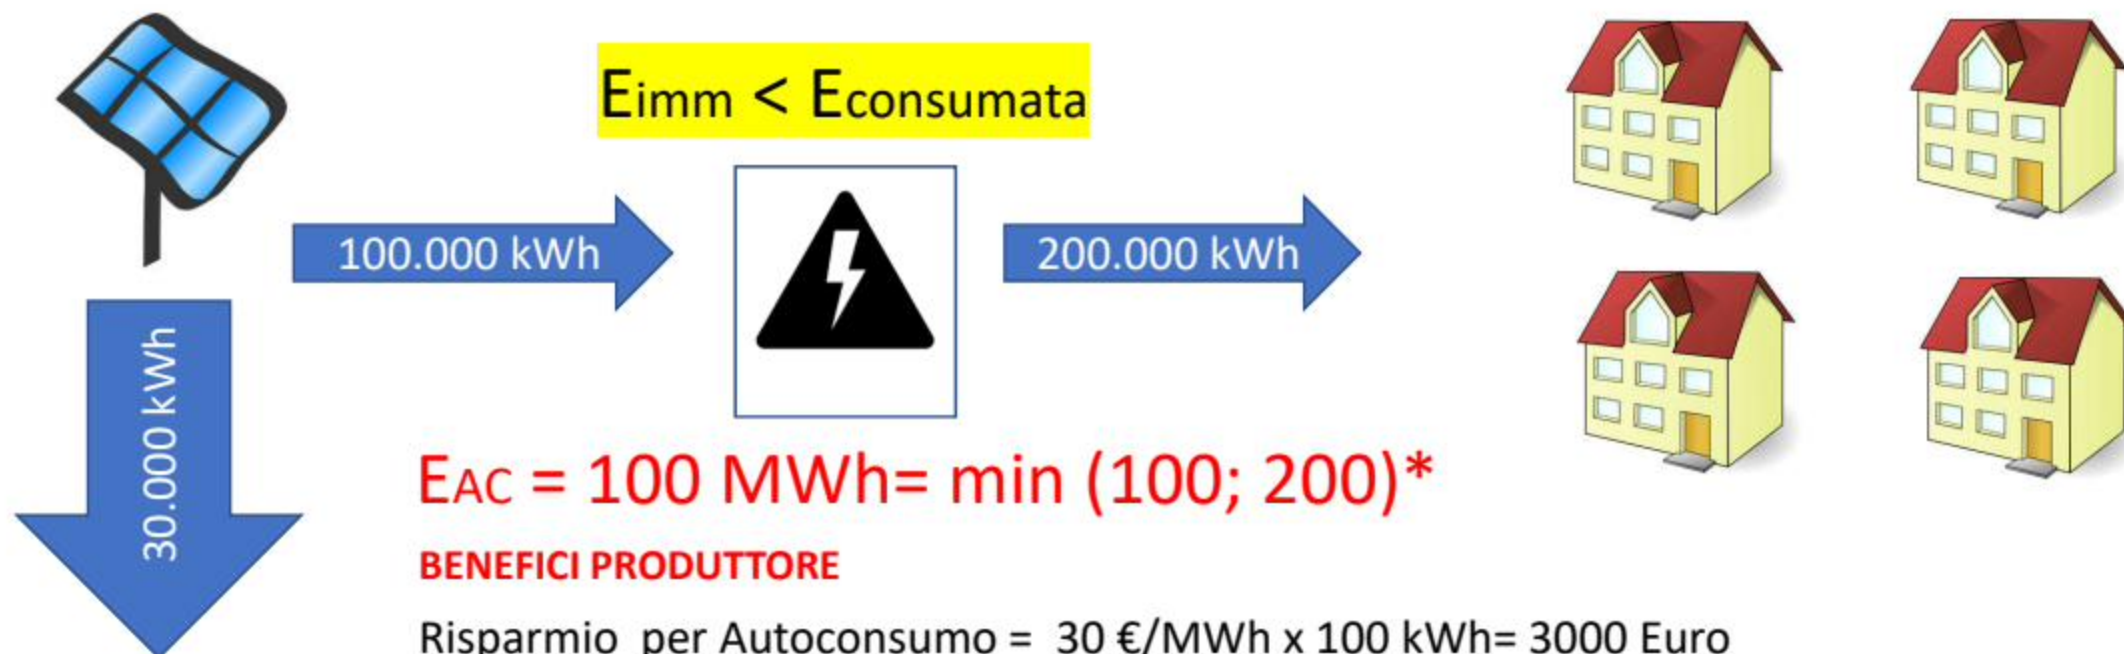 Eimm < Econsumata
100.000 kWh
200.000 kWh
30.000 kWh
EAC = 100 MWh= min (100; 200)*
BENEFICI PRODUTTORE
Risparmio per Autoconsumo = 30 €/MWh x 100 kWh= 3000 Euro